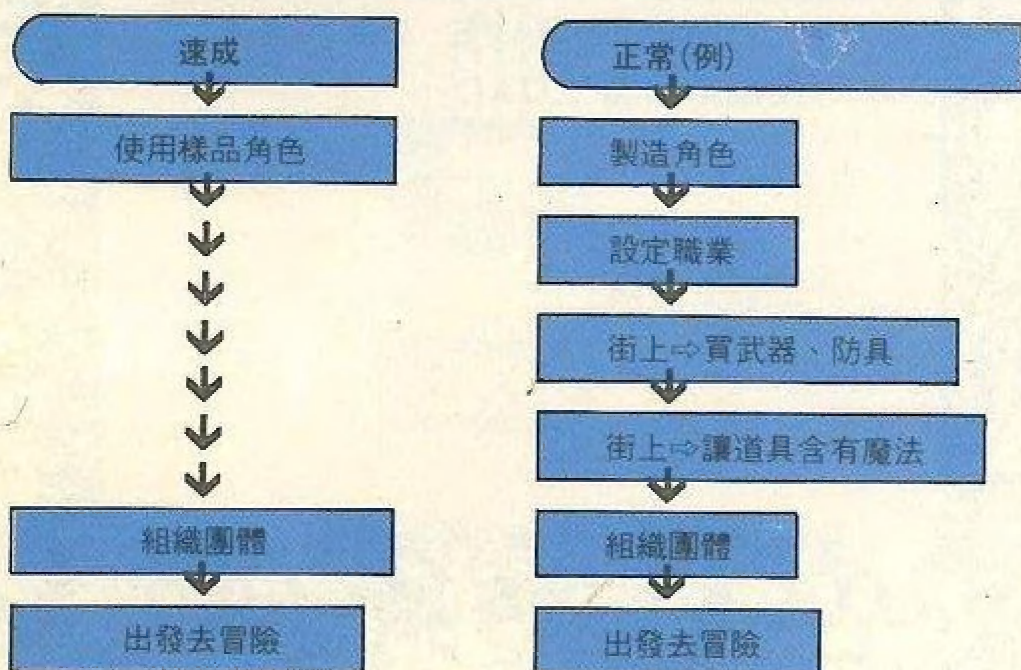 速成
使用樣品角色
組織團體
出發去冒險
正常(例)
製造角色
設定職業
街上⇨買武器、防具
街上⇨讓道具含有魔法
組織團體
出發去冒險